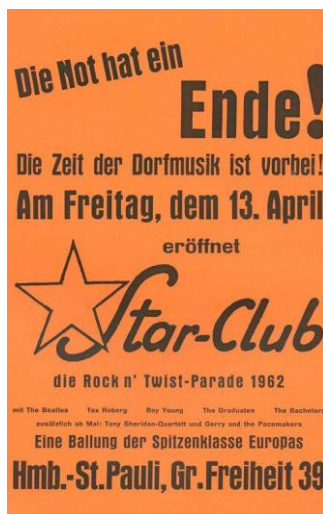 Die Not hat ein
Ende!
Die Zeit der Dorfmusik ist vorbei!
Am Freitag, dem 13. April
eröffnet
Star-Club
die Rock n' Twist-Parade 1962
mit The Beatles Tex Roberg Roy Young The Graduates The Bachelors
zusätzlich ab Mai: Tony Sheridan-Quartett und Gerry and the Pacemakers
Eine Ballung der Spitzenklasse Europas
Hmb.-St.Pauli, Gr.Freiheit 39